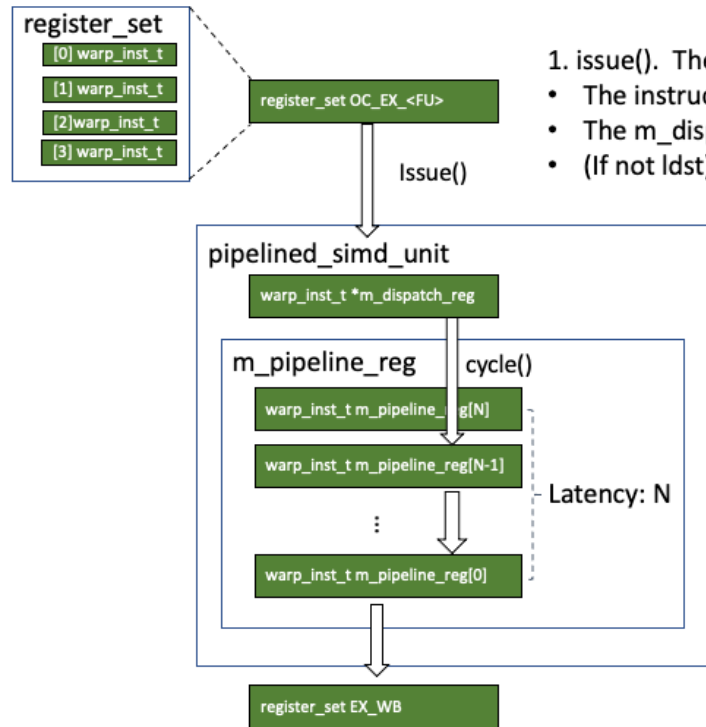 register_set
[0] warp_inst_t
[1] warp_inst_t
[2]warp_inst_t
[3] warp_inst_t
register_set OC_EX_<FU>
1. issue(). The
• The instruc
• The m_disp
• (If not ldst)
Issue()
pipelined_simd_unit
warp_inst_t *m_dispatch_reg
m_pipeline_reg
cycle()
warp_inst_t m_pipeline_reg[N]
warp_inst_t m_pipeline_reg[N-1]
Latency: N
...
warp_inst_t m_pipeline_reg[0]
register_set EX_WB